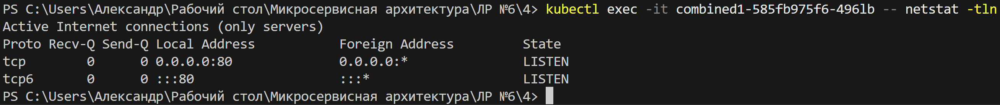 PS C:\Users\Александр\Рабочий стол\Микросервисная архитектура\ЛР №6\4> kubectl exec -it combined1-585fb975f6-496lb -- netstat -tln
Active Internet connections (only servers)
Proto Recv-Q Send-Q Local Address           Foreign Address         State
tcp        0      0 0.0.0.0:80              0.0.0.0:*               LISTEN
tcp6       0      0 :::80                   :::*                    LISTEN
PS C:\Users\Александр\Рабочий стол\Микросервисная архитектура\ЛР №6\4>